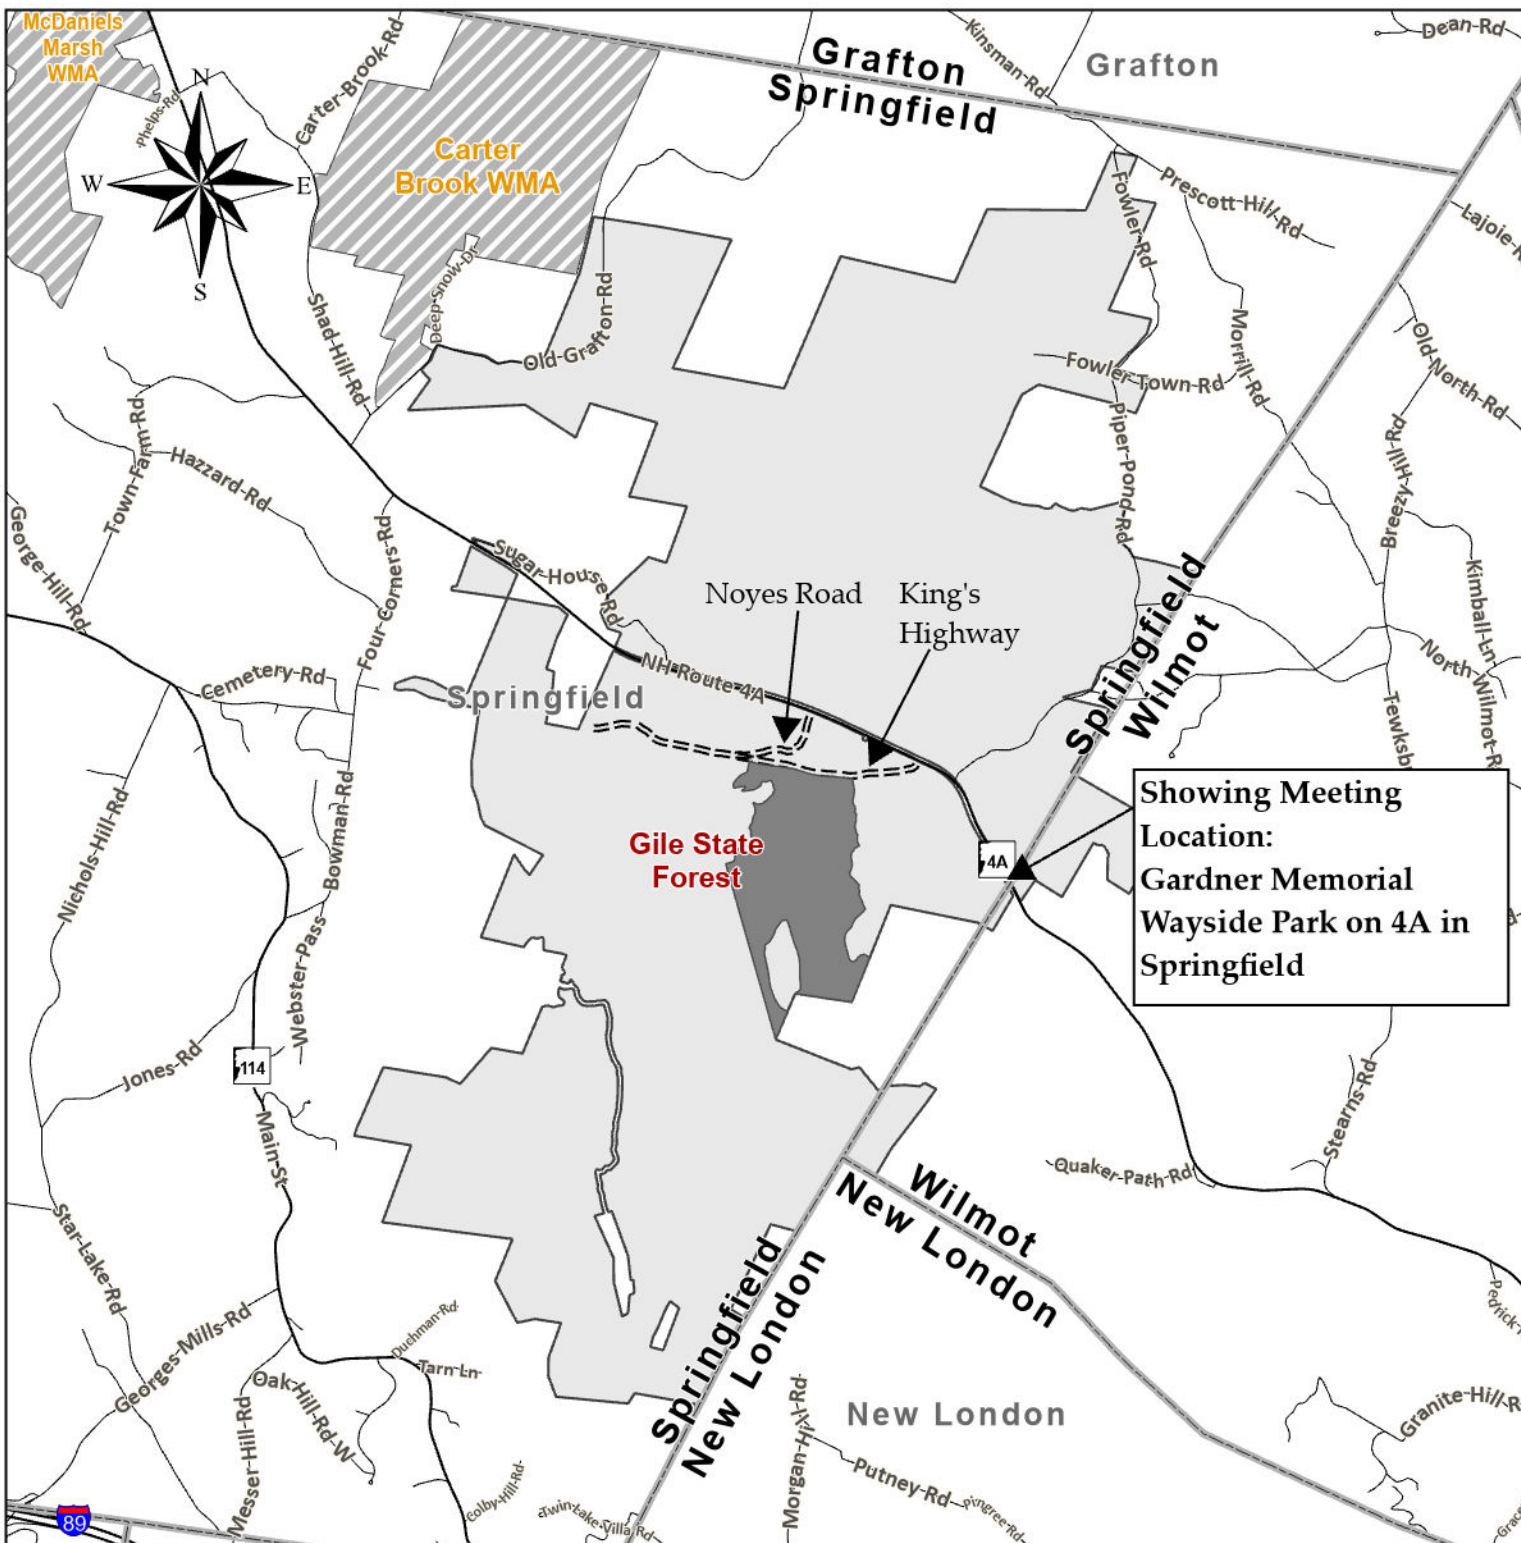 McDaniels
Marsh
WMA
Phelps-Rd
N
W
E
S
Carter-Brook-Rd
Carter
Brook WMA
Grafton
Springfield
Kinsman-Rd
Grafton
Dean-Rd
Fowler-Rd
Prescott-Hill-Rd
Lajoie-R
Shad-Hill-Rd
Deep-Snow-Dr
Old-Grafton-Rd
Morrill-Rd
Fowler-Town-Rd
Old-North-Rd
Town-Farm-Rd
Hazzard-Rd
Piper-Pond-Rd
Breezy-Hill-Rd
George-Hill-Rd
Four-Corners-Rd
Sugar-House-Rd
Noyes Road
King's
Highway
Springfield
Wilmot
Kimball-Ln
North-Wilmot-R
Cemetery-Rd
NH-Route 4A
Springfield
Tewksbu
Showing Meeting
Location:
Gardner Memorial
Wayside Park on 4A in
Springfield
Nichols-Hill-Rd
Bowman-Rd
Gile State
Forest
4A
Webster-Pass
Jones-Rd
114
Main-St
Stearns-Rd
Quaker-Path-Rd
Wilmot
New London
Star-Lake-Rd
Springfield
New London
Pedrick-
Georges-Mills-Rd
Duchman-Rd
Tarn-Ln
Oak-Hill-Rd-W
Messer-Hill-Rd
New London
Granite-Hill-R
Morgan-Hill-Rd
Putney-Rd
Pingree-Rd
Colby-Hill-Rd
Twin-Lake-Villa-Rd
Grace
89